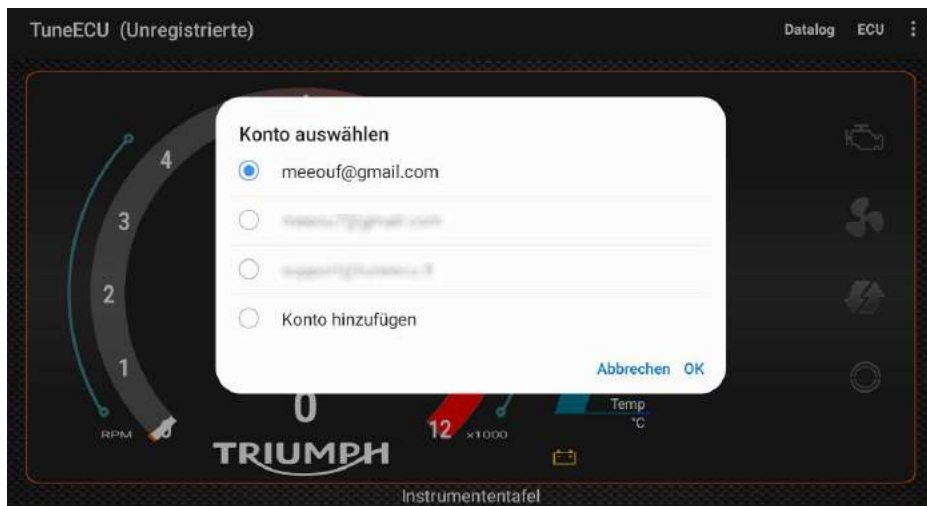 TuneECU (Unregistrierte)
Datalog ECU
Konto auswählen
meeouf@gmail.com
Konto hinzufügen
Abbrechen OK
4
3
2
1
0
RPM
0
12 x1000
Temp
°C
TRIUMPH
Instrumententafel